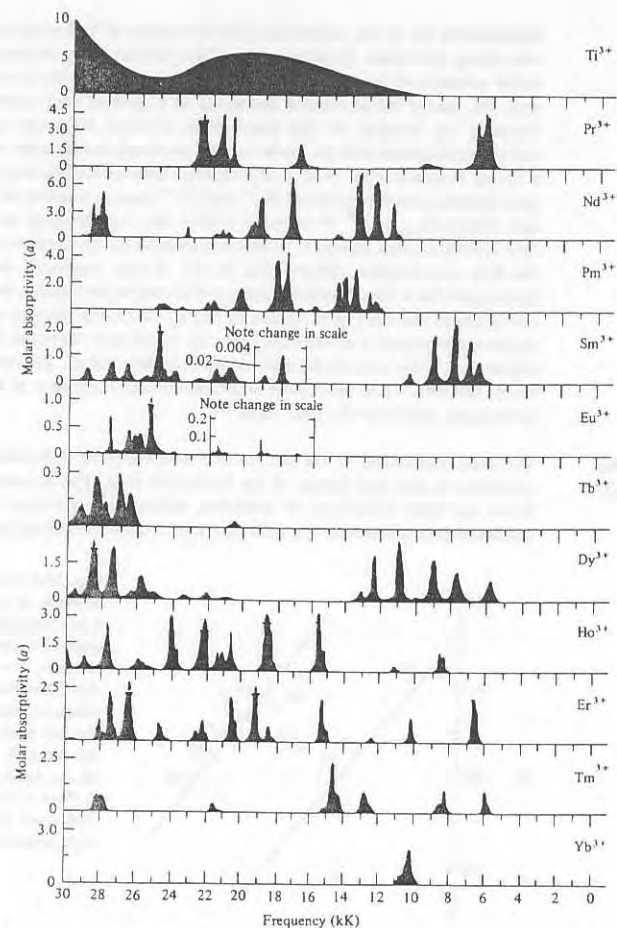 10
5
0
Ti³⁺
4.5
3.0
1.5
0
Pr³⁺
6.0
3.0
0
Nd³⁺
4.0
2.0
0
Pm³⁺
2.0
1.0
0
Note change in scale
0.004
0.02
Sm³⁺
1.0
0.5
0
Note change in scale
0.2
0.1
Eu³⁺
0.3
0
Tb³⁺
1.5
0
Dy³⁺
3.0
1.5
0
Ho³⁺
2.5
0
Er³⁺
2.5
0
Tm³⁺
3.0
0
Yb³⁺
Molar absorptivity (a)
Molar absorptivity (a)
30 28 26 24 22 20 18 16 14 12 10 8 6 4 2 0
Frequency (kK)